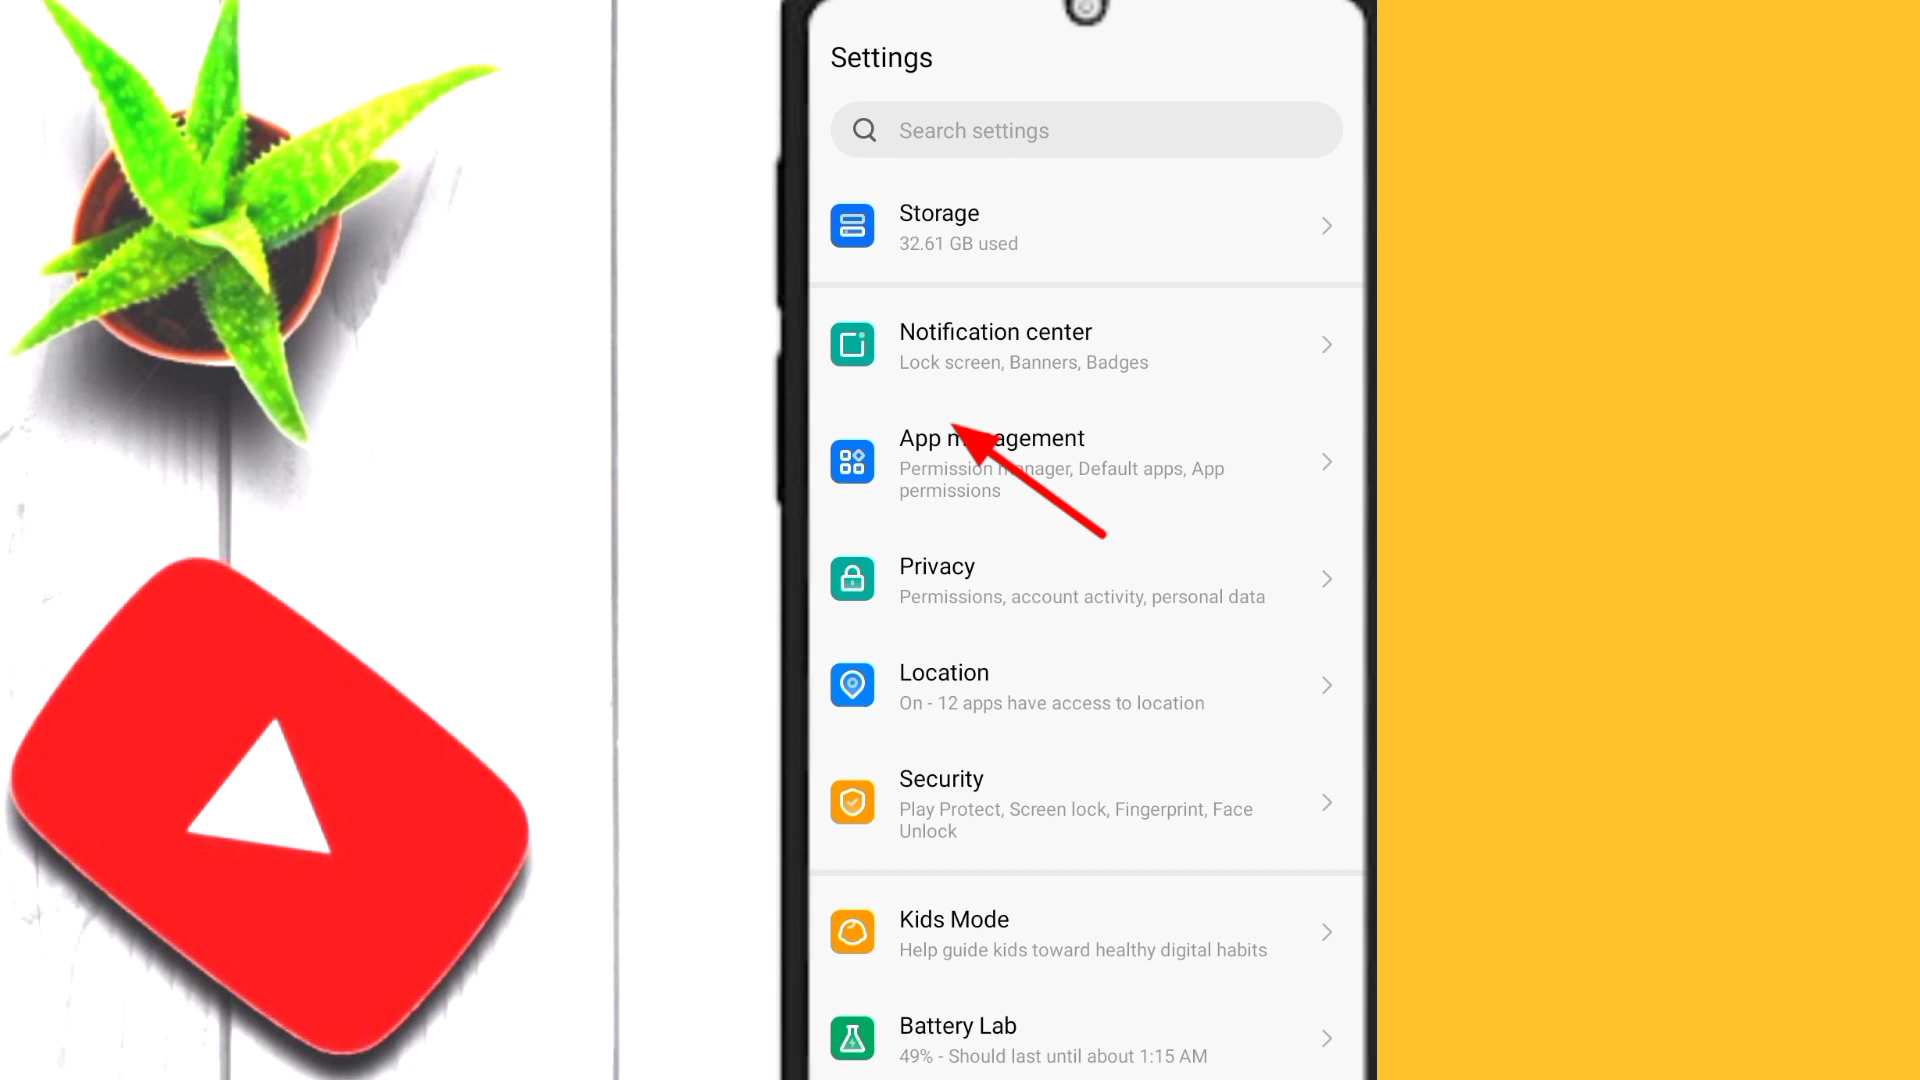 Settings
Search settings
Storage
32.61 GB used
Notification center
Lock screen, Banners, Badges
App management
Permission manager, Default apps, App
permissions
Privacy
Permissions, account activity, personal data
Location
On - 12 apps have access to location
Security
Play Protect, Screen lock, Fingerprint, Face
Unlock
Kids Mode
Help guide kids toward healthy digital habits
Battery Lab
49% - Should last until about 1:15 AM